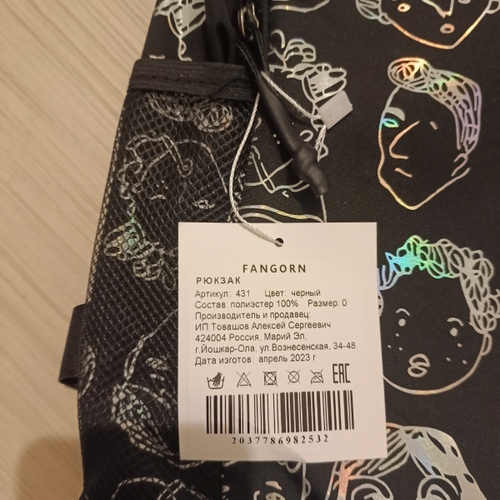 FANGORN
РЮКЗАК
Артикул: 431 Цвет: черный
Состав: полиэстер 100% Размер: 0
Производитель и продавец:
ИП Товашов Алексей Сергеевич
424004 Россия, Марий Эл,
г.Йошкар-Ола, ул.Вознесенская, 34-48
Дата изготов. апрель 2023 г
EAC
2037786982532